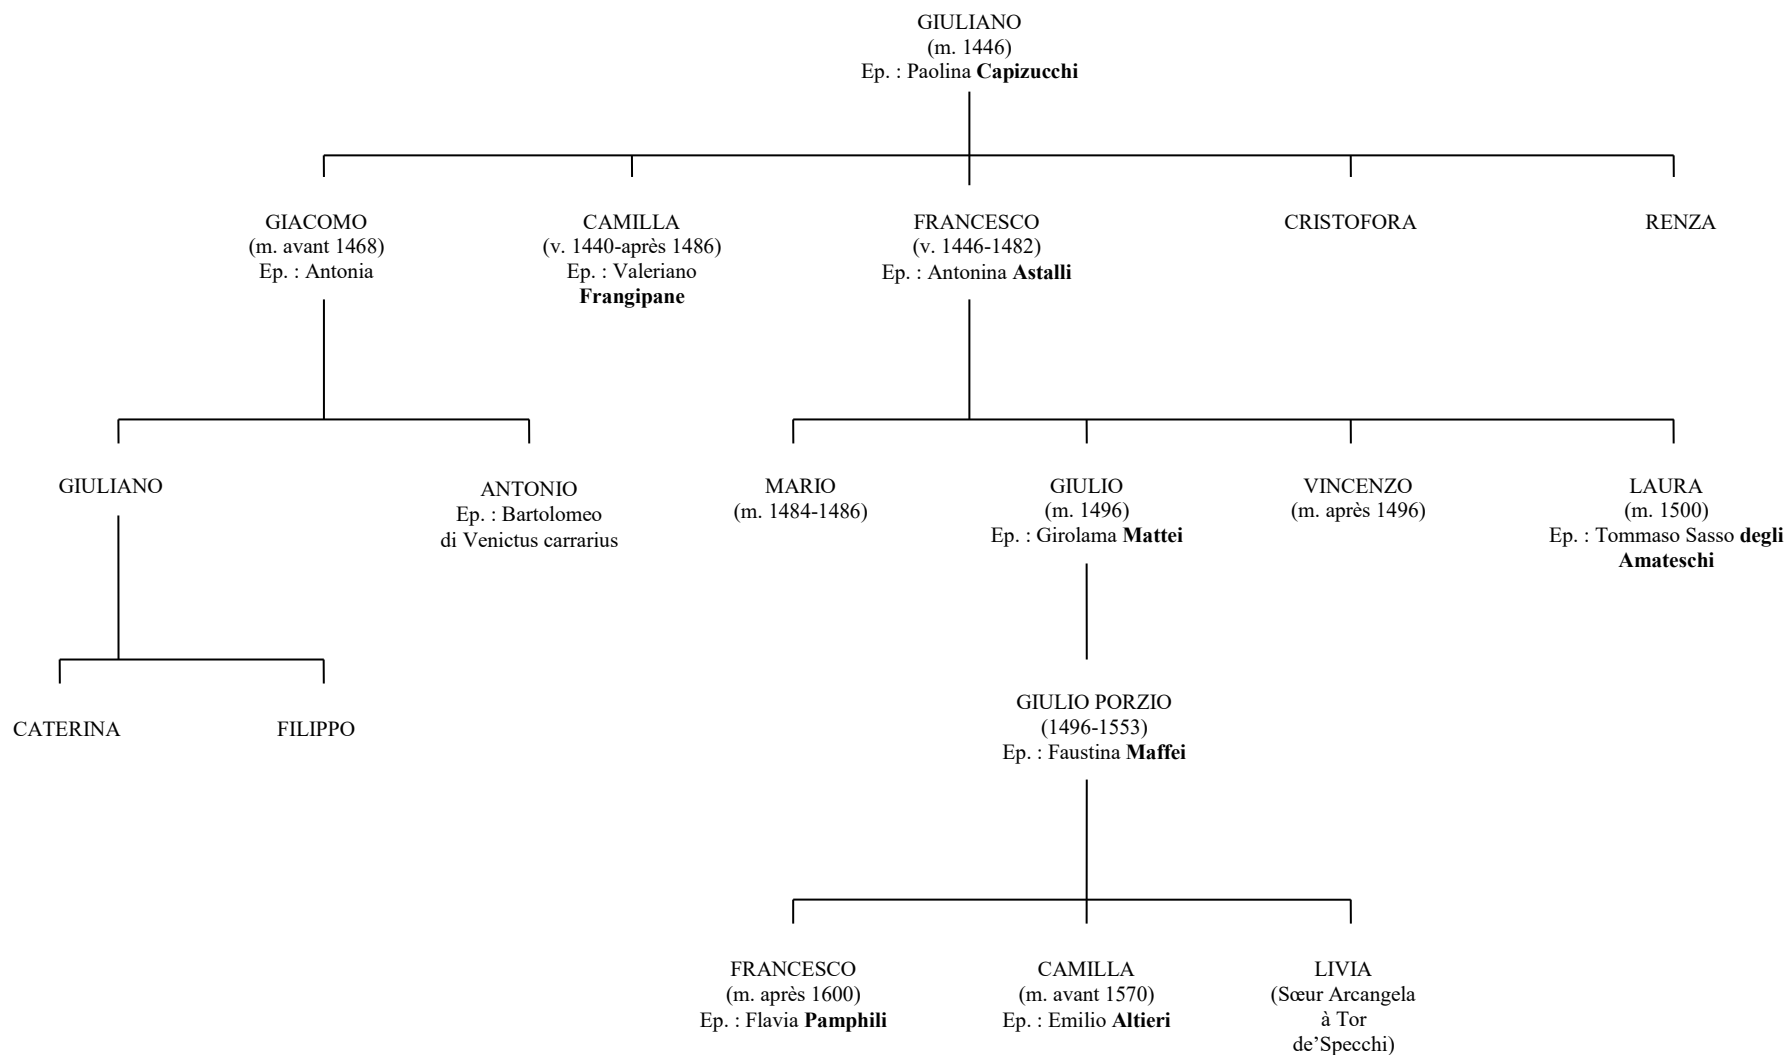 GIULIANO
(m. 1446)
Ep. : Paolina Capizucchi
GIACOMO
(m. avant 1468)
Ep. : Antonia
CAMILLA
(v. 1440-après 1486)
Ep. : Valeriano
Frangipane
FRANCESCO
(v. 1446-1482)
Ep. : Antonina Astalli
CRISTOFORA
RENZA
GIULIANO
ANTONIO
Ep. : Bartolomeo
di Venictus carrarius
MARIO
(m. 1484-1486)
GIULIO
(m. 1496)
Ep. : Girolama Mattei
VINCENZO
(m. après 1496)
LAURA
(m. 1500)
Ep. : Tommaso Sasso degli
Amateschi
CATERINA
FILIPPO
GIULIO PORZIO
(1496-1553)
Ep. : Faustina Maffei
FRANCESCO
(m. après 1600)
Ep. : Flavia Pamphili
CAMILLA
(m. avant 1570)
Ep. : Emilio Altieri
LIVIA
(Sœur Arcangela
à Tor
de’Specchi)